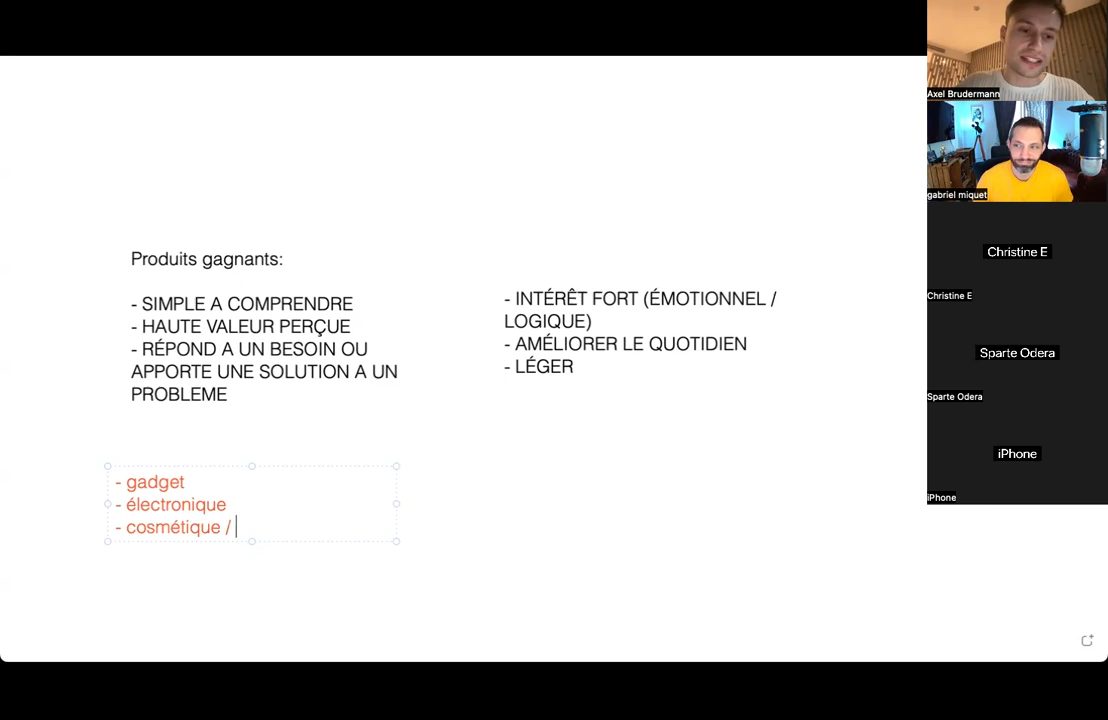 Produits gagnants:
- SIMPLE A COMPRENDRE
- HAUTE VALEUR PERÇUE
- RÉPOND A UN BESOIN OU
APPORTE UNE SOLUTION A UN
PROBLEME
- INTÉRÊT FORT (ÉMOTIONNEL /
LOGIQUE)
- AMÉLIORER LE QUOTIDIEN
- LÉGER
- gadget
- électronique
- cosmétique /
Axel Brudermann
gabriel miquet
Christine E
Christine E
Sparte Odera
Sparte Odera
iPhone
iPhone